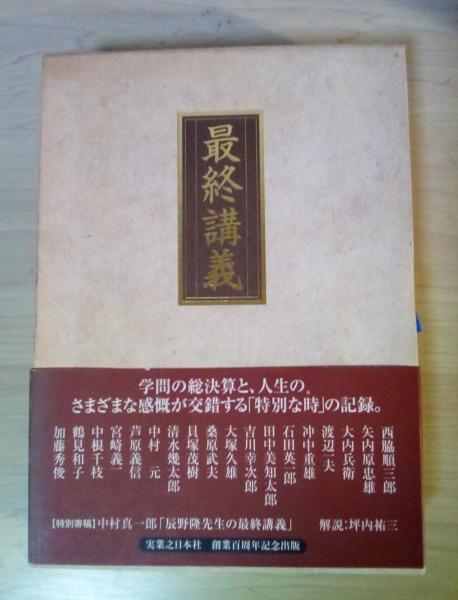 最終講義
学問の総決算と、人生の。
さまざまな感慨が交錯する「特別な時」の記録。
西脇順三郎
矢内原忠雄
大内兵衛
渡辺一夫
冲中重雄
石田英一郎
田中美知太郎
吉川幸次郎
大塚久雄
桑原武夫
貝塚茂樹
清水幾太郎
中村 元
芦原義信
宮崎義一
中根千枝
鶴見和子
加藤秀俊
【特別寄稿】中村真一郎「辰野隆先生の最終講義」 解説:坪内祐三
実業之日本社 創業百周年記念出版